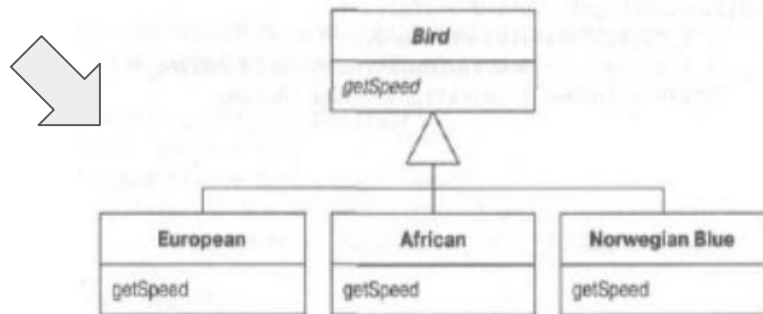 Bird
getSpeed
European
African
Norwegian Blue
getSpeed
getSpeed
getSpeed